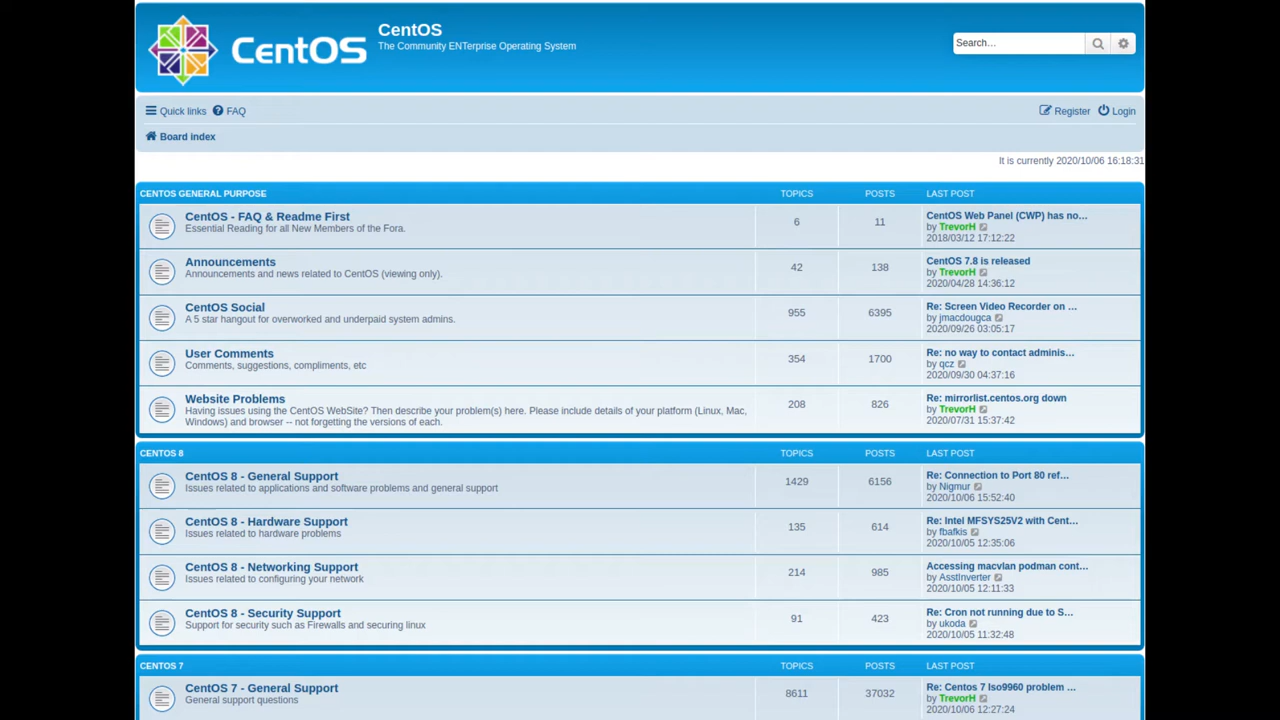 CentOS
CentOS
The Community ENTerprise Operating System
Search…
Quick links FAQ
Register Login
Board index
It is currently 2020/10/06 16:18:31
CENTOS GENERAL PURPOSE TOPICS POSTS LAST POST
CentOS - FAQ & Readme First
Essential Reading for all New Members of the Fora.
6 11
CentOS Web Panel (CWP) has no…
by TrevorH
2018/03/12 17:12:22
Announcements
Announcements and news related to CentOS (viewing only).
42 138
CentOS 7.8 is released
by TrevorH
2020/04/28 14:36:12
CentOS Social
A 5 star hangout for overworked and underpaid system admins.
955 6395
Re: Screen Video Recorder on …
by jmacdougca
2020/09/26 03:05:17
User Comments
Comments, suggestions, compliments, etc
354 1700
Re: no way to contact adminis…
by qcz
2020/09/30 04:37:16
Website Problems
Having issues using the CentOS WebSite? Then describe your problem(s) here. Please include details of your platform (Linux, Mac,
Windows) and browser -- not forgetting the versions of each.
208 826
Re: mirrorlist.centos.org down
by TrevorH
2020/07/31 15:37:42
CENTOS 8 TOPICS POSTS LAST POST
CentOS 8 - General Support
Issues related to applications and software problems and general support
1429 6156
Re: Connection to Port 80 ref…
by Nigmur
2020/10/06 15:52:40
CentOS 8 - Hardware Support
Issues related to hardware problems
135 614
Re: Intel MFSYS25V2 with Cent…
by fbafkis
2020/10/05 12:35:06
CentOS 8 - Networking Support
Issues related to configuring your network
214 985
Accessing macvlan podman cont…
by AsstInverter
2020/10/05 12:11:33
CentOS 8 - Security Support
Support for security such as Firewalls and securing linux
91 423
Re: Cron not running due to S…
by ukoda
2020/10/05 11:32:48
CENTOS 7 TOPICS POSTS LAST POST
CentOS 7 - General Support
General support questions
8611 37032
Re: Centos 7 Iso9960 problem …
by TrevorH
2020/10/06 12:27:24